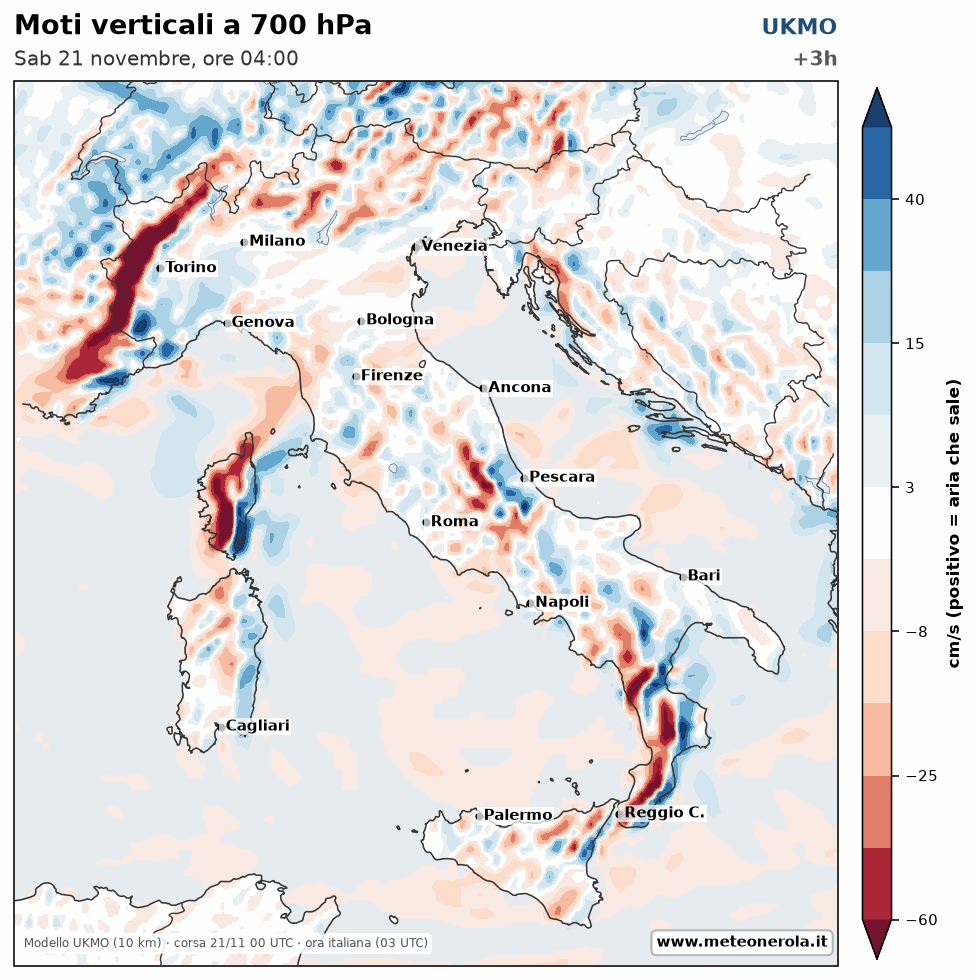 Moti verticali a 700 hPa
UKMO
Sab 21 novembre, ore 04:00
+3h
Milano
Venezia
Torino
Genova
Bologna
Firenze
Ancona
Pescara
Roma
Bari
Napoli
Cagliari
Palermo
Reggio C.
40
15
3
−8
−25
−60
cm/s (positivo = aria che sale)
Modello UKMO (10 km) · corsa 21/11 00 UTC · ora italiana (03 UTC)
www.meteonerola.it